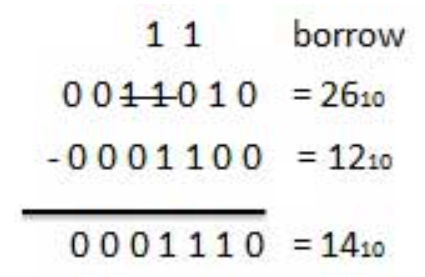 1 1 borrow
0 0 1 1 0 1 0 = 26₁₀
-0 0 0 1 1 0 0 = 12₁₀
0 0 0 1 1 1 0 = 14₁₀